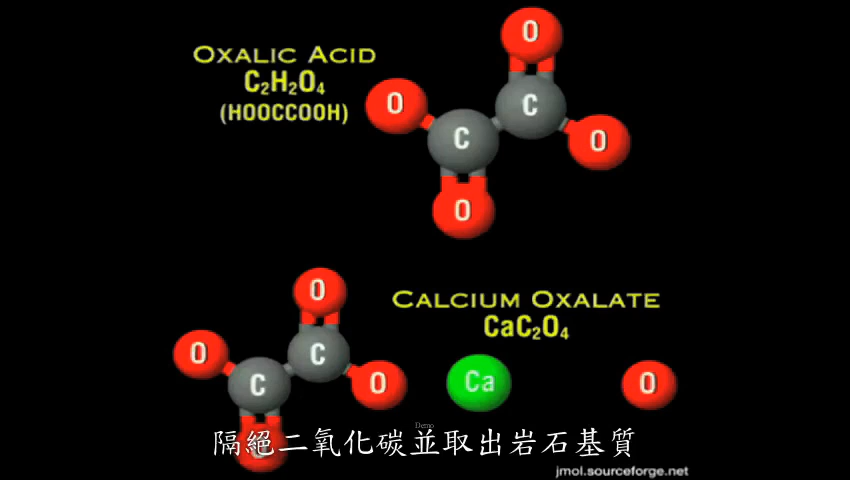 OXALIC ACID
C₂H₂O₄
(HOOCCOOH)
O
C
O
O
C
O
CALCIUM OXALATE
CaC₂O₄
O
C
O
O
C
Ca
O
Demo
隔絕二氧化碳並取出岩石基質
jmol.sourceforge.net